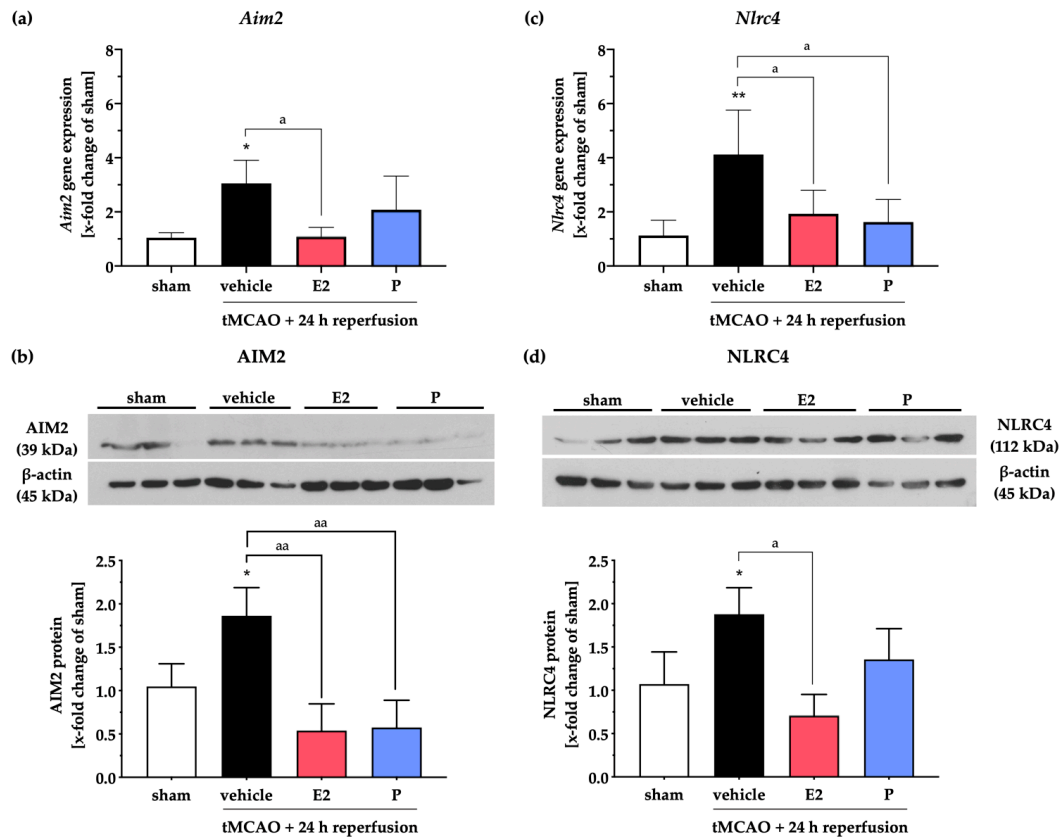 (a)
Aim2
Aim2 gene expression
[x-fold change of sham]
8
6
4
2
0
a
*
sham vehicle E2 P
tMCAO + 24 h reperfusion
(c)
Nlrc4
Nlrc4 gene expression
[x-fold change of sham]
8
6
4
2
0
a
a
**
sham vehicle E2 P
tMCAO + 24 h reperfusion
(b)
AIM2
sham vehicle E2 P
AIM2
(39 kDa)
β-actin
(45 kDa)
AIM2 protein
[x-fold change of sham]
2.5
2.0
1.5
1.0
0.5
0.0
aa
aa
*
sham vehicle E2 P
tMCAO + 24 h reperfusion
(d)
NLRC4
sham vehicle E2 P
NLRC4
(112 kDa)
β-actin
(45 kDa)
NLRC4 protein
[x-fold change of sham]
2.5
2.0
1.5
1.0
0.5
0.0
a
*
sham vehicle E2 P
tMCAO + 24 h reperfusion